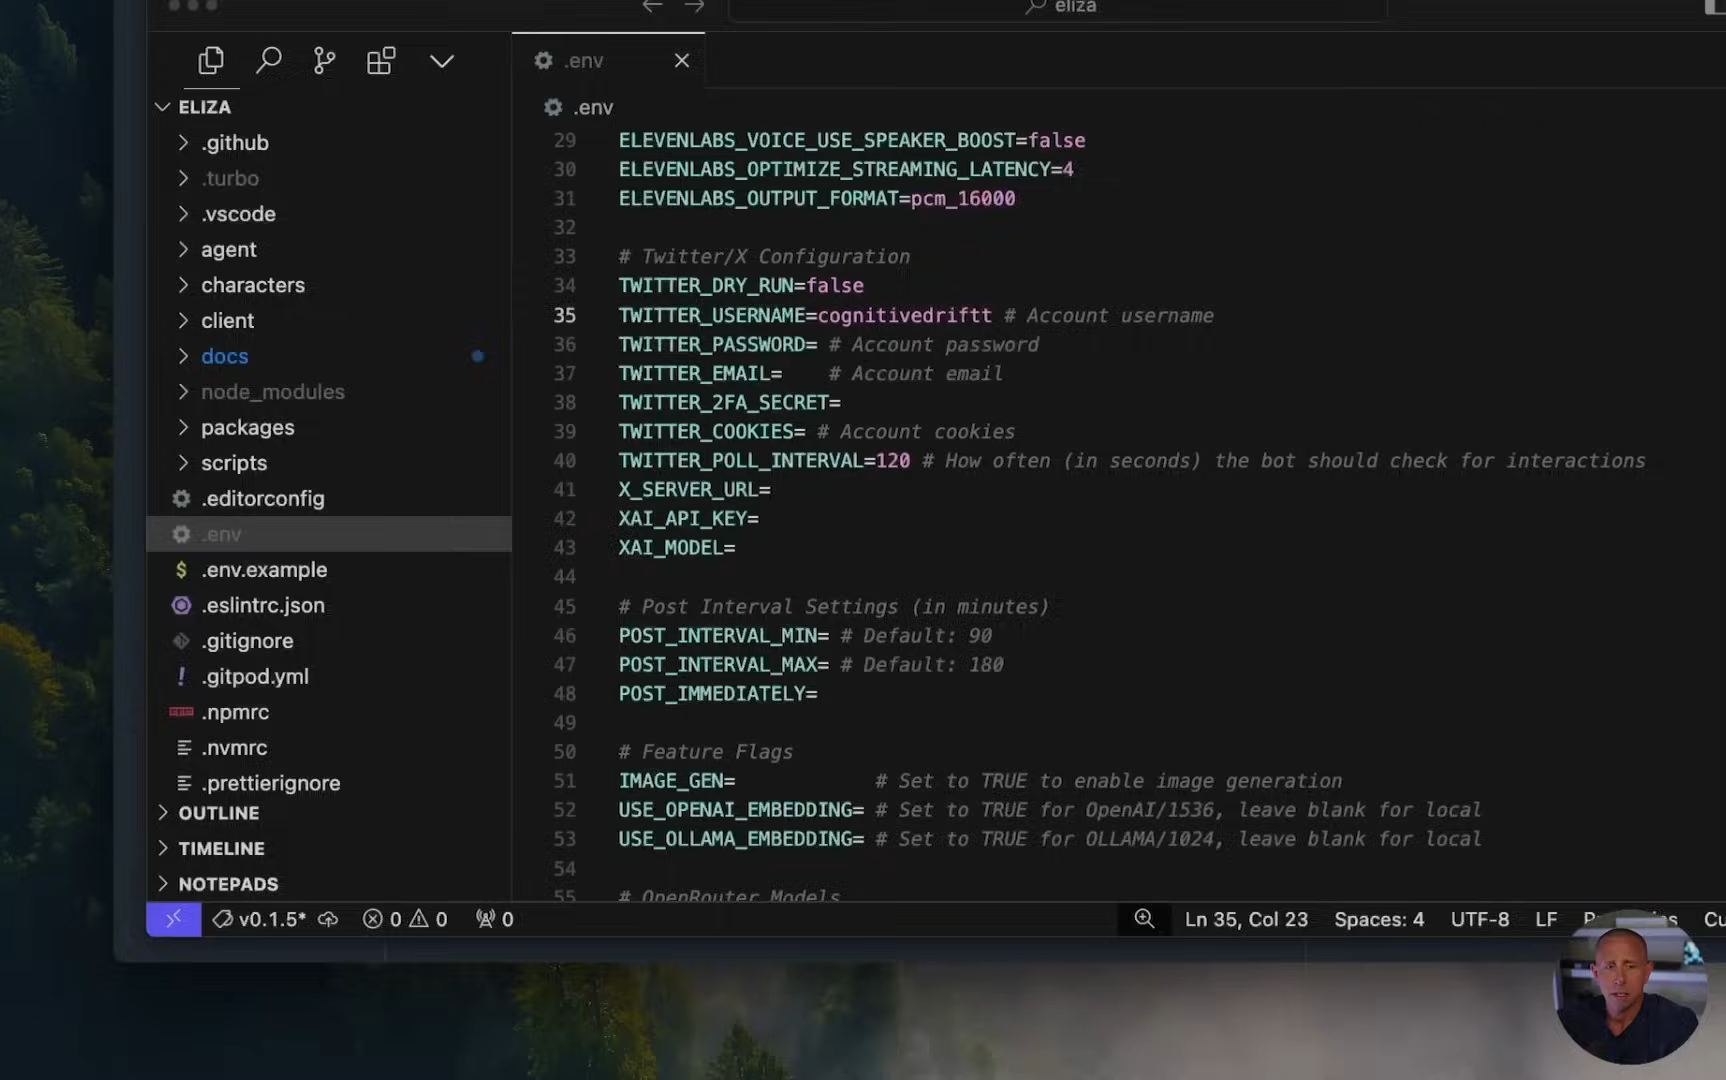 eliza
.env
ELIZA
.github
.turbo
.vscode
agent
characters
client
docs
node_modules
packages
scripts
.editorconfig
.env
.env.example
.eslintrc.json
.gitignore
.gitpod.yml
.npmrc
.nvmrc
.prettierignore
OUTLINE
TIMELINE
NOTEPADS
.env
29 ELEVENLABS_VOICE_USE_SPEAKER_BOOST=false
30 ELEVENLABS_OPTIMIZE_STREAMING_LATENCY=4
31 ELEVENLABS_OUTPUT_FORMAT=pcm_16000
32
33 # Twitter/X Configuration
34 TWITTER_DRY_RUN=false
35 TWITTER_USERNAME=cognitivedriftt # Account username
36 TWITTER_PASSWORD= # Account password
37 TWITTER_EMAIL= # Account email
38 TWITTER_2FA_SECRET=
39 TWITTER_COOKIES= # Account cookies
40 TWITTER_POLL_INTERVAL=120 # How often (in seconds) the bot should check for interactions
41 X_SERVER_URL=
42 XAI_API_KEY=
43 XAI_MODEL=
44
45 # Post Interval Settings (in minutes)
46 POST_INTERVAL_MIN= # Default: 90
47 POST_INTERVAL_MAX= # Default: 180
48 POST_IMMEDIATELY=
49
50 # Feature Flags
51 IMAGE_GEN= # Set to TRUE to enable image generation
52 USE_OPENAI_EMBEDDING= # Set to TRUE for OpenAI/1536, leave blank for local
53 USE_OLLAMA_EMBEDDING= # Set to TRUE for OLLAMA/1024, leave blank for local
54
55 # OpenRouter Models
v0.1.5* 0 0 0 Ln 35, Col 23 Spaces: 4 UTF-8 LF